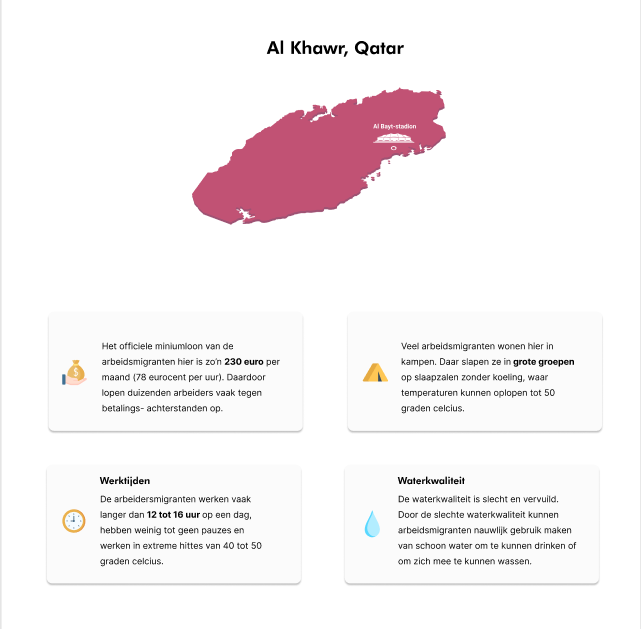 Al Khawr, Qatar
Al Bayt-stadion
Het officiele miniumloon van de
arbeidsmigranten hier is zo'n 230 euro per
maand (78 eurocent per uur). Daardoor
lopen duizenden arbeiders vaak tegen
betalings- achterstanden op.
Veel arbeidsmigranten wonen hier in
kampen. Daar slapen ze in grote groepen
op slaapzalen zonder koeling, waar
temperaturen kunnen oplopen tot 50
graden celcius.
Werktijden
De arbeidersmigranten werken vaak
langer dan 12 tot 16 uur op een dag,
hebben weinig tot geen pauzes en
werken in extreme hittes van 40 tot 50
graden celcius.
Waterkwaliteit
De waterkwaliteit is slecht en vervuild.
Door de slechte waterkwaliteit kunnen
arbeidsmigranten nauwlijk gebruik maken
van schoon water om te kunnen drinken of
om zich mee te kunnen wassen.